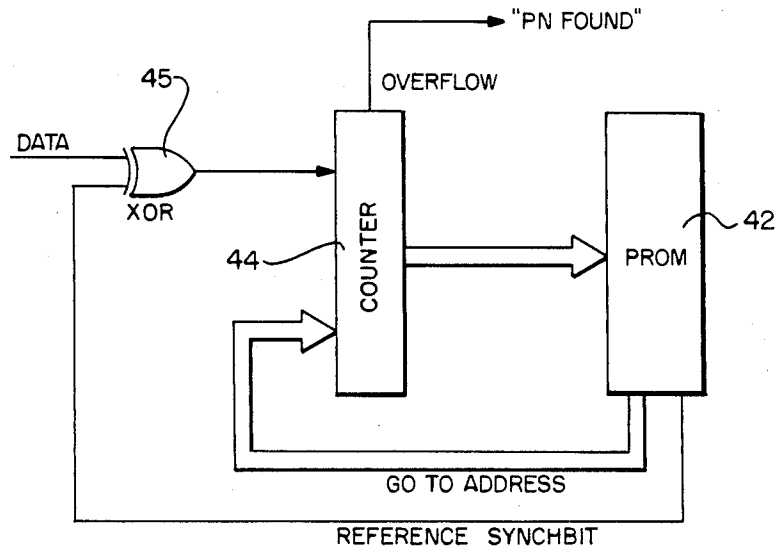 "PN FOUND"
OVERFLOW
45
DATA
XOR
44
COUNTER
PROM
42
GO TO ADDRESS
REFERENCE SYNCHBIT